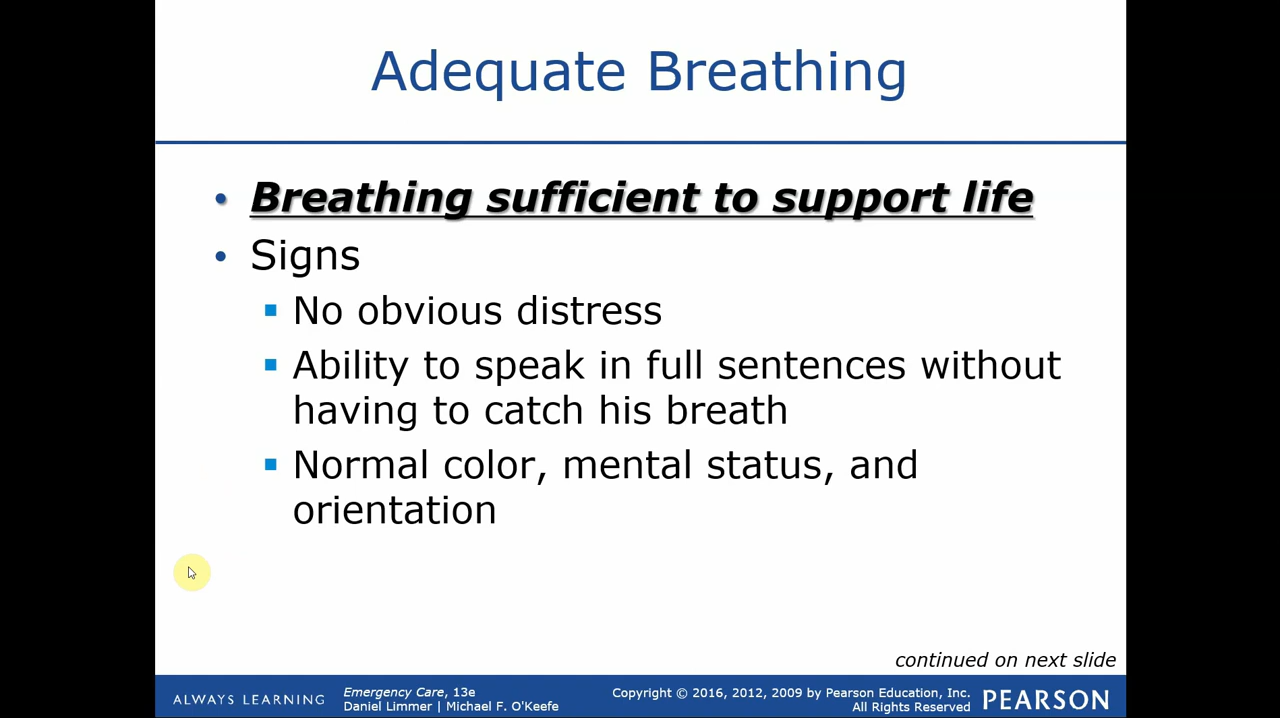 Adequate Breathing
• Breathing sufficient to support life
• Signs
▪ No obvious distress
▪ Ability to speak in full sentences without
having to catch his breath
▪ Normal color, mental status, and
orientation
continued on next slide
ALWAYS LEARNING
Emergency Care, 13e
Daniel Limmer | Michael F. O'Keefe
Copyright © 2016, 2012, 2009 by Pearson Education, Inc.
All Rights Reserved
PEARSON